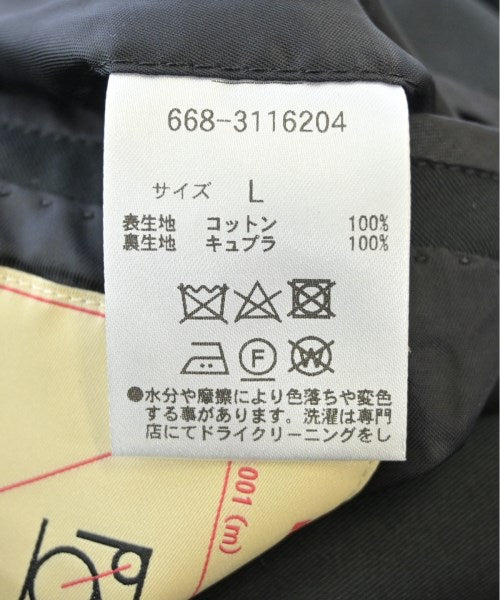 668-3116204
サイズ L
表生地 コットン 100%
裏生地 キュプラ 100%
F
W
●水分や摩擦により色落ちや変色
する事があります。洗濯は専門
店にてドライクリーニングをし
001 (m)